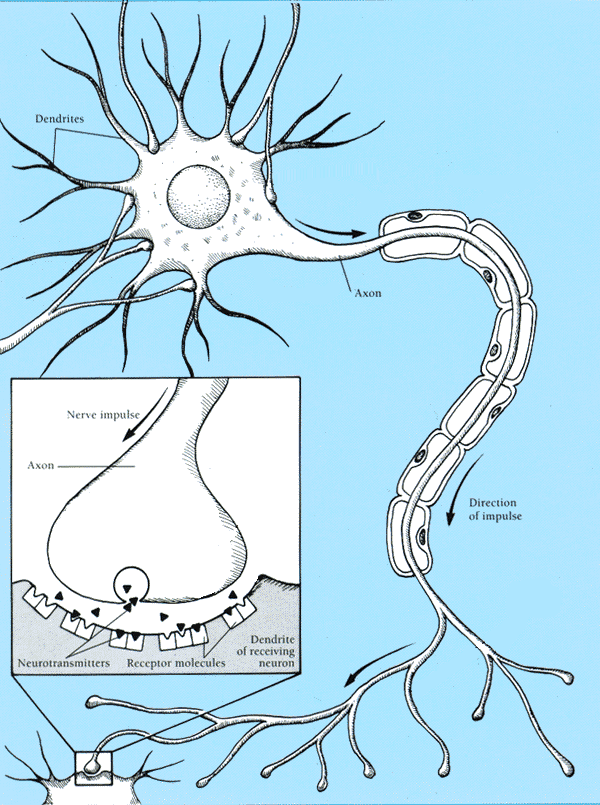 Dendrites
Axon
Nerve impulse
Axon
Direction
of impulse
Neurotransmitters
Receptor molecules
Dendrite
of receiving
neuron